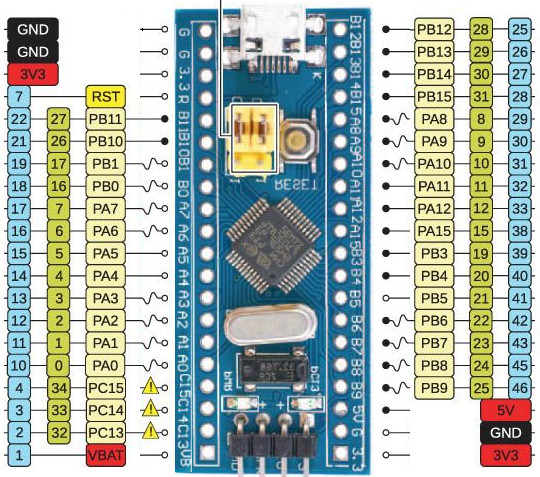 GND G B12 PB12 28 25
GND G B13 PB13 29 26
3V3 3.3 B14 PB14 30 27
7 RST R B15 PB15 31 28
22 27 PB11 B11 A8 PA8 8 29
21 26 PB10 B10 A9 PA9 9 30
19 17 PB1 B1 A10 PA10 10 31
RESET
18 16 PB0 B0 A11 PA11 11 32
17 7 PA7 A7 A12 PA12 12 33
16 6 PA6 A6 A15 PA15 15 38
15 5 PA5 A5 B3 PB3 19 39
14 4 PA4 A4 B4 PB4 20 40
13 3 PA3 A3 B5 PB5 21 41
12 2 PA2 A2 B6 PB6 22 42
11 1 PA1 A1 B7 PB7 23 43
10 0 PA0 A0 B8 PB8 24 45
4 34 PC15 C15 B9 PB9 25 46
3 33 PC14 C14 5V 5V
2 32 PC13 C13 G GND
1 VBAT VB 3.3 3V3